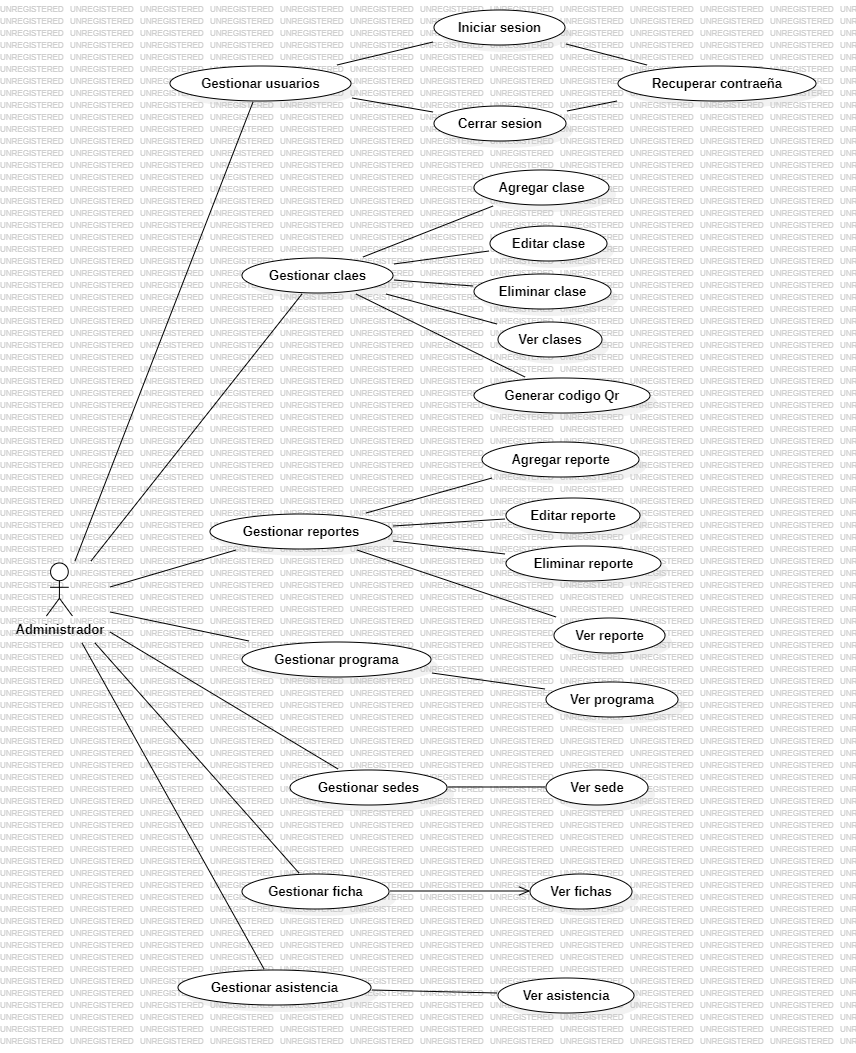 Iniciar sesion
Gestionar usuarios
Recuperar contraeña
Cerrar sesion
Agregar clase
Editar clase
Gestionar claes
Eliminar clase
Ver clases
Generar codigo Qr
Agregar reporte
Editar reporte
Gestionar reportes
Eliminar reporte
Administrador
Ver reporte
Gestionar programa
Ver programa
Gestionar sedes
Ver sede
Gestionar ficha
Ver fichas
Gestionar asistencia
Ver asistencia
UNREGISTERED